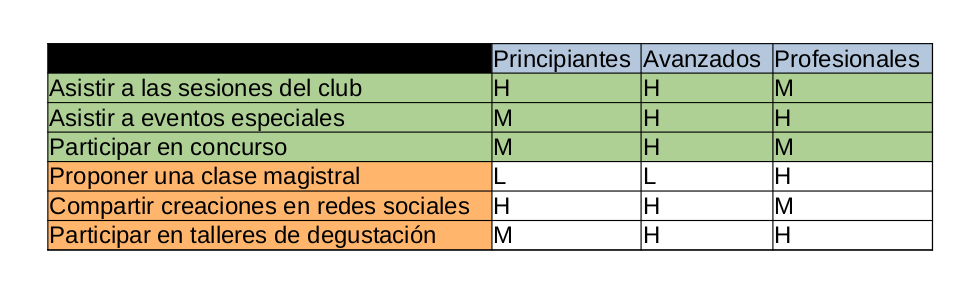 Principiantes Avanzados Profesionales
Asistir a las sesiones del club H H M
Asistir a eventos especiales M H H
Participar en concurso M H M
Proponer una clase magistral L L H
Compartir creaciones en redes sociales H H M
Participar en talleres de degustación M H H